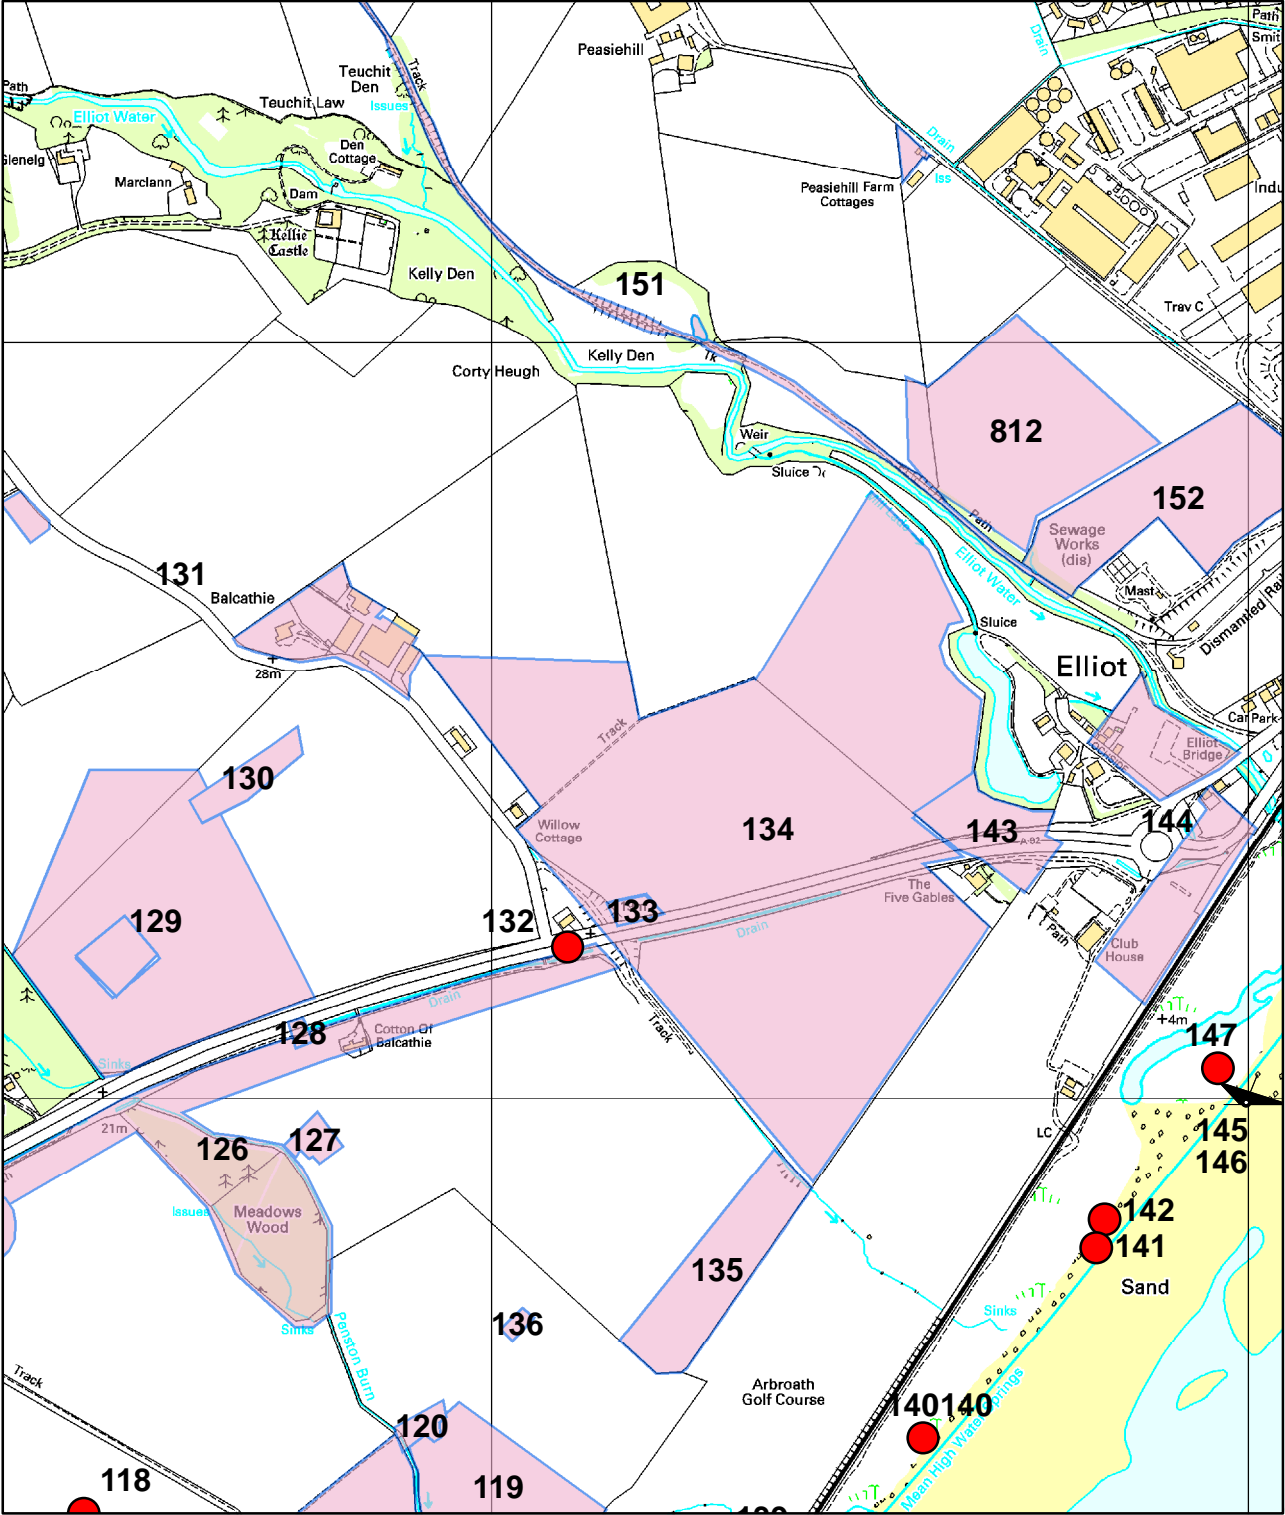 Peasiehill
Drain
Path
Smit
Teuchit
Den
Track
Issues
Path
Teuchit Law
Elliot Water
Den
Cottage
Glenelg
Marclann
Dam
Kellie
Castle
Kelly Den
Drain
Iss
Peasiehill Farm
Cottages
Indu
Trav C
151
Kelly Den
Tk
Corty Heugh
Weir
Sluice
812
152
Path
Sewage
Works
(dis)
Elliot Water
Mast
Dismantled Ra
131
Balcathie
28m
Sluice
Elliot
Car Park
Elliot
Bridge
Track
130
Willow
Cottage
134
143
A 92
144
129
132
133
The
Five Gables
Drain
Path
Club
House
128
Drain
Cotton Of
Balcathie
Track
Sinks
4m
147
21m
126
127
LC
145
146
Issues
Meadows
Wood
142
141
135
Sand
Sinks
136
Sinks
Penston Burn
Track
Arbroath
Golf Course
140140
Mean High Water Springs
120
118
119